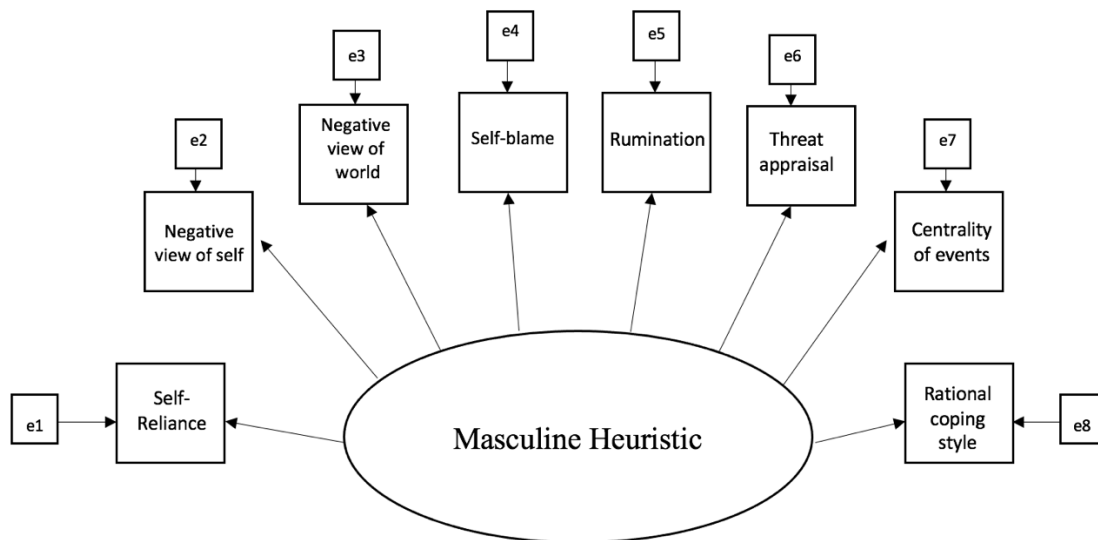 e4
e5
e3
e6
Self-blame
Rumination
Negative
view of
world
Threat
appraisal
e2
e7
Negative
view of self
Centrality
of events
Self-
Reliance
Rational
coping
style
e1
Masculine Heuristic
e8